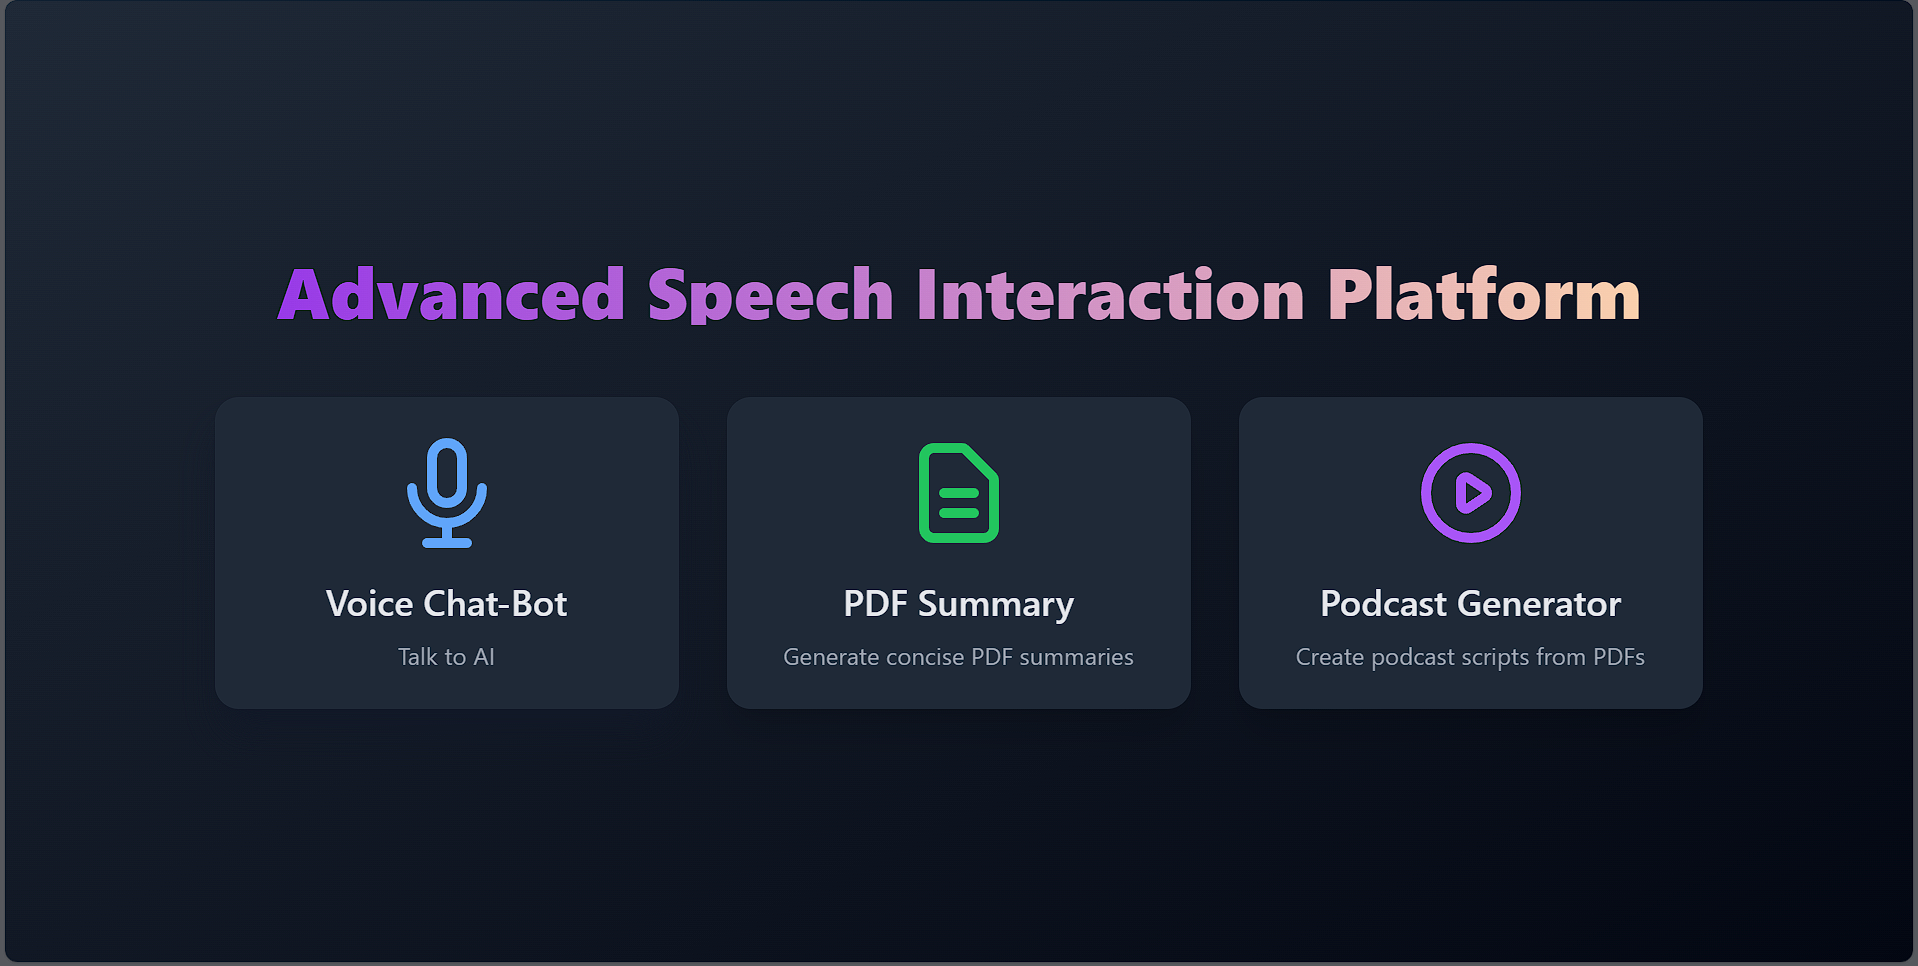 Advanced Speech Interaction Platform
Voice Chat-Bot
Talk to AI
PDF Summary
Generate concise PDF summaries
Podcast Generator
Create podcast scripts from PDFs